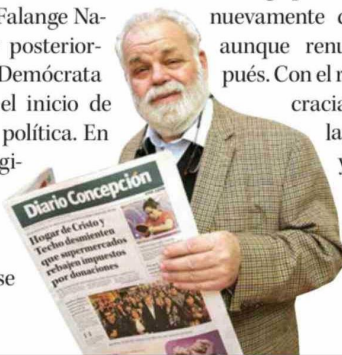 Falange Na-
posterior-
Demócrata
el inicio de
política. En
gi-
se
nuevamente
aunque renu
pués. Con el r
cracia
la
y
Diario Concepción
Hogar de Cristo y
Techo desmienten
que supermercados
rebajen impuestos
por donaciones